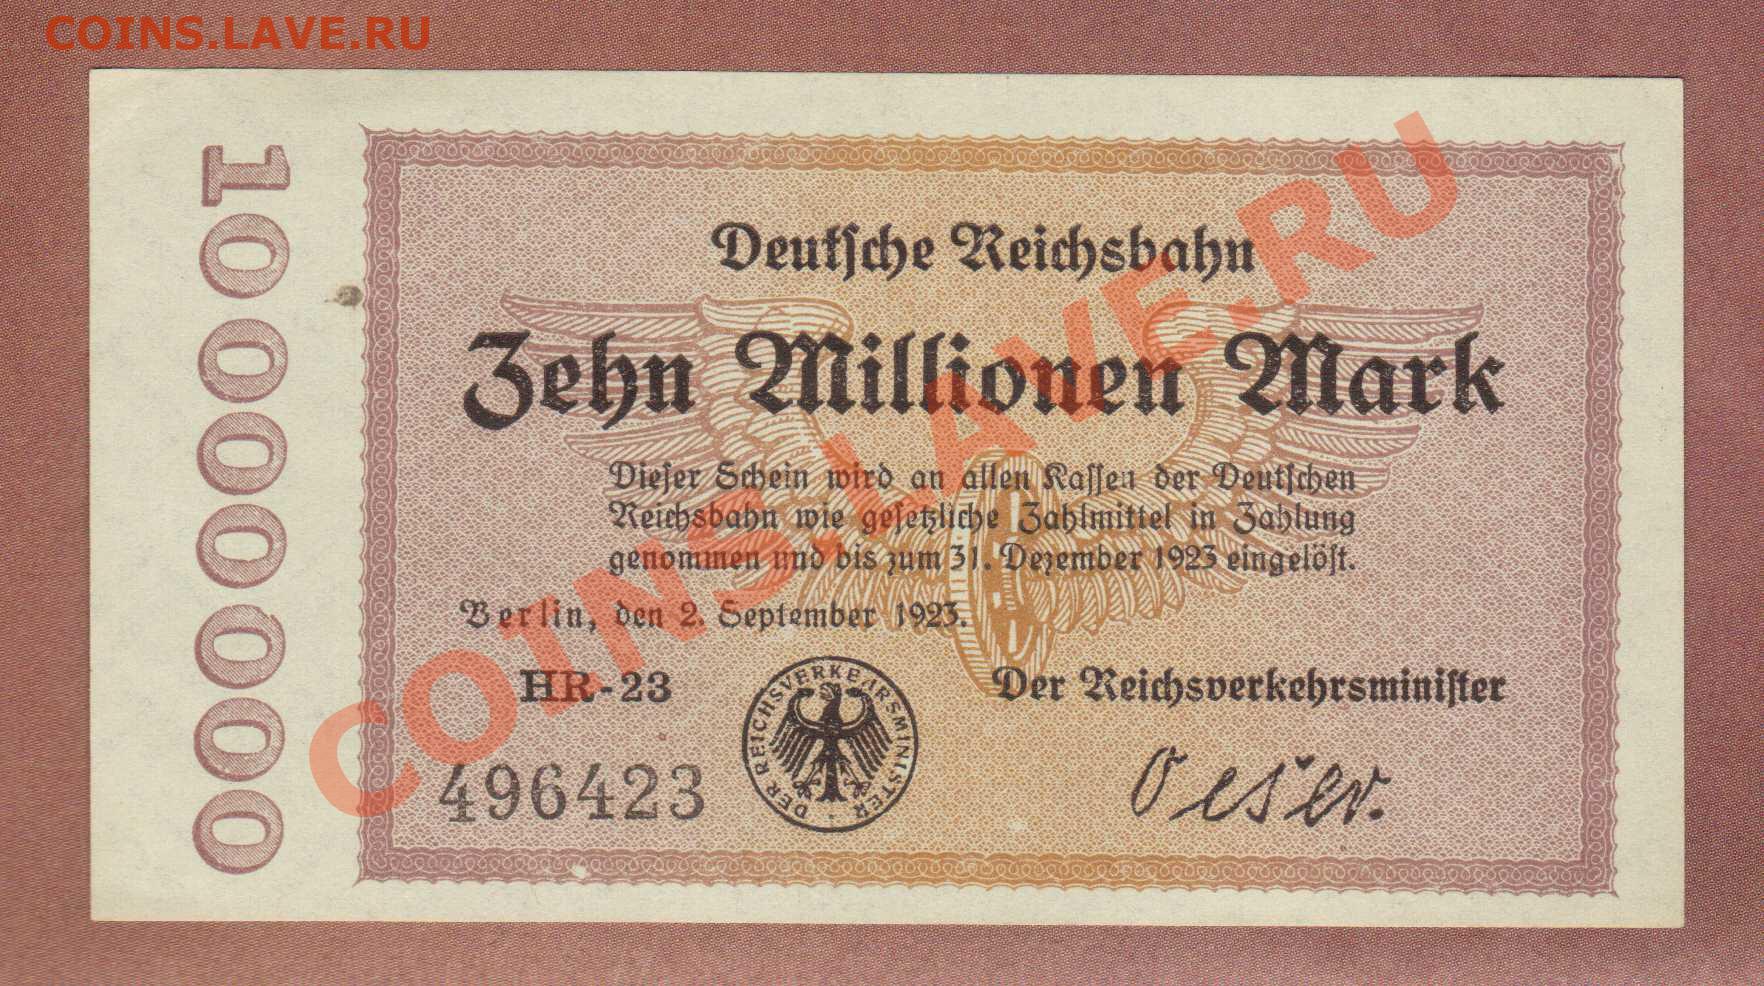 COINS.LAVE.RU
10000000
Deutsche Reichsbahn
Zehn Millionen Mark
Dieser Schein wird an allen Kassen der Deutschen
Reichsbahn wie gesetzliche Zahlmittel in Zahlung
genommen und bis zum 31. Dezember 1923 eingelöst.
Berlin, den 2. September 1923.
HR-23
Der Reichsverkehrsminister
496423
DER REICHSVERKEHRSMINISTER
Oeser.
COINS.LAVE.RU